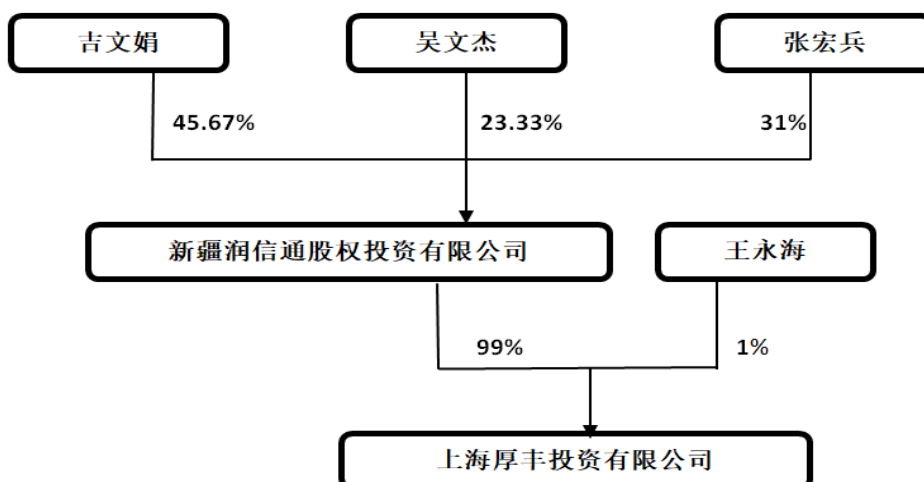 吉文娟
吴文杰
张宏兵
45.67%
23.33%
31%
新疆润信通股权投资有限公司
王永海
99%
1%
上海厚丰投资有限公司